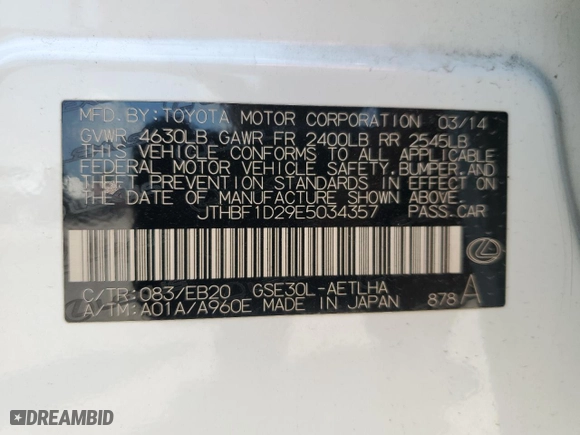 MFD. BY: TOYOTA MOTOR CORPORATION 03/14
GVWR 4630LB GAWR FR 2400LB RR 2545LB
THIS VEHICLE CONFORMS TO ALL APPLICABLE
FEDERAL MOTOR VEHICLE SAFETY, BUMPER, AND
THEFT PREVENTION STANDARDS IN EFFECT ON
THE DATE OF MANUFACTURE SHOWN ABOVE.
JTHBF1D29E5034357 PASS.CAR
C/TR: 083/EB20 GSE30L-AETLHA
A/TM: A01A/A960E MADE IN JAPAN 878 A
DREAMBID